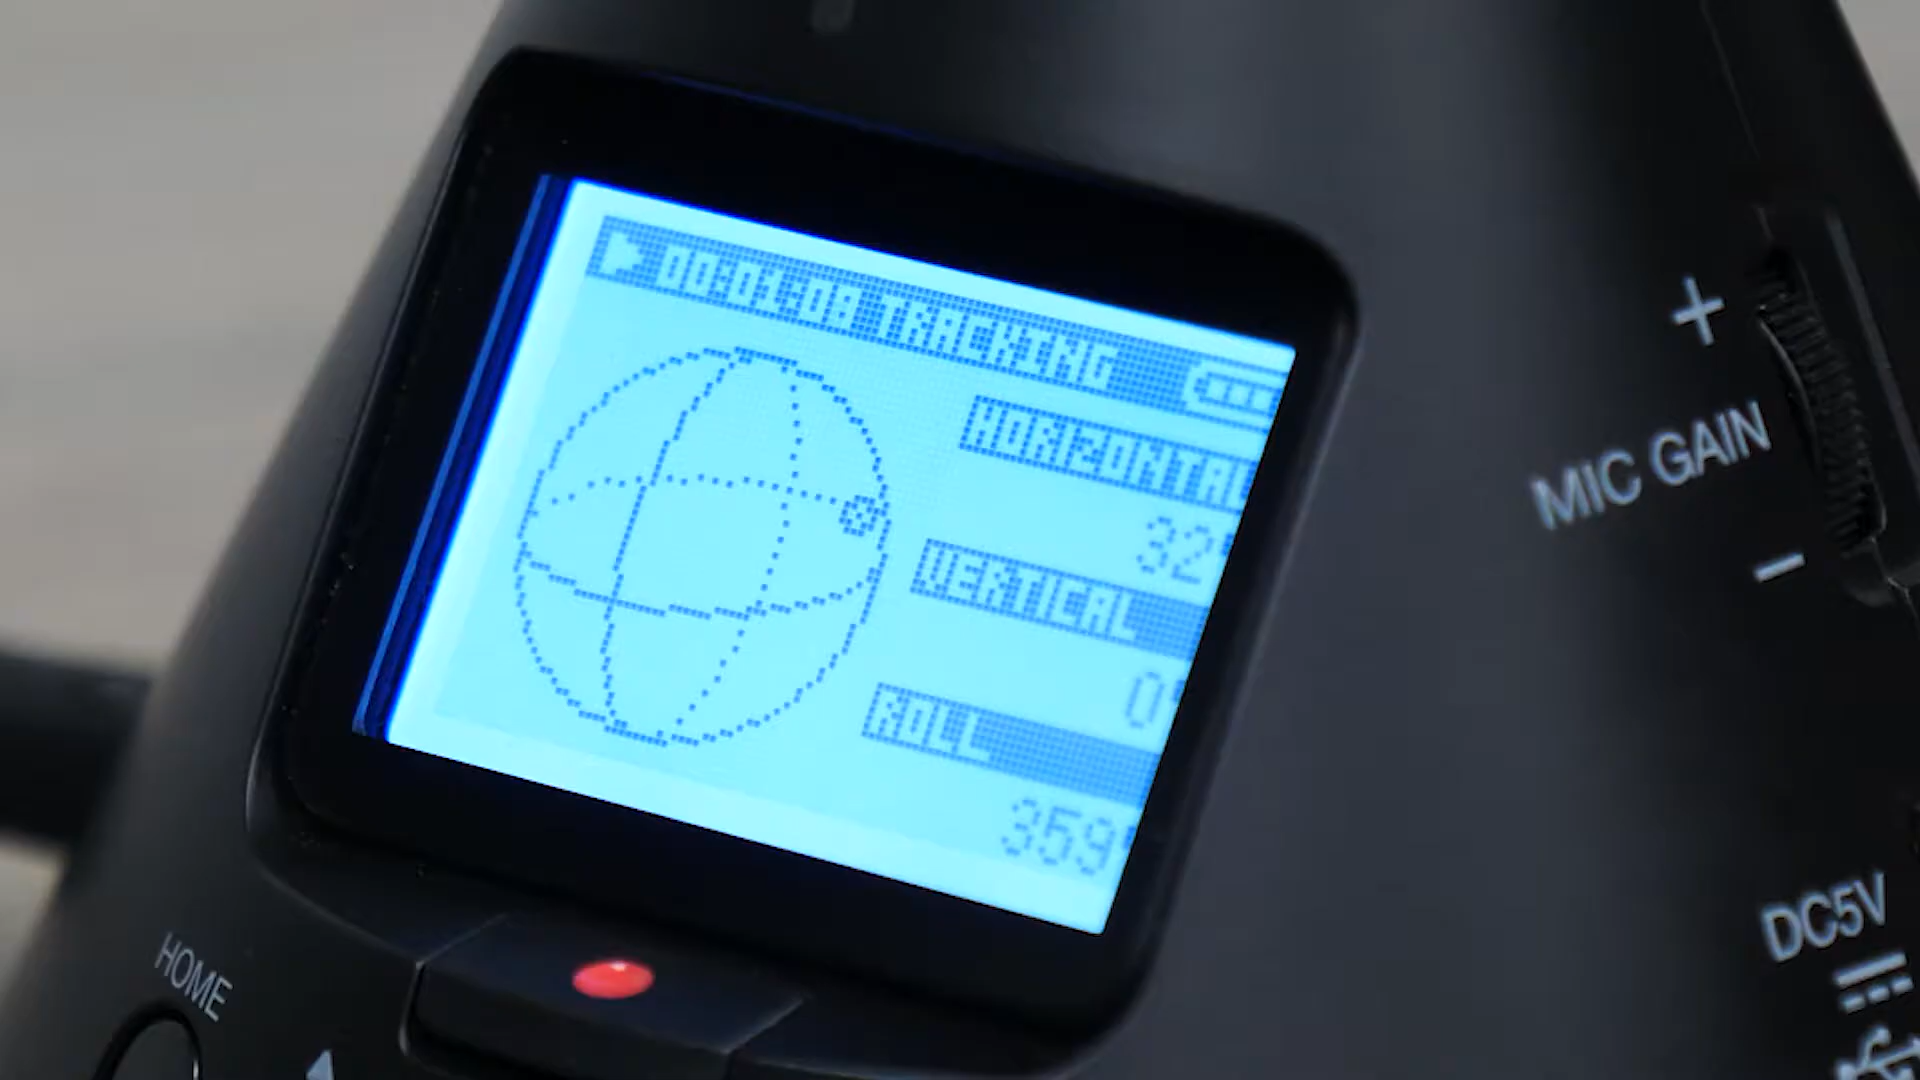 00:01:08 TRACKING
HORIZONTAL
32°
VERTICAL
0°
ROLL
359°
+
MIC GAIN
−
DC5V
HOME